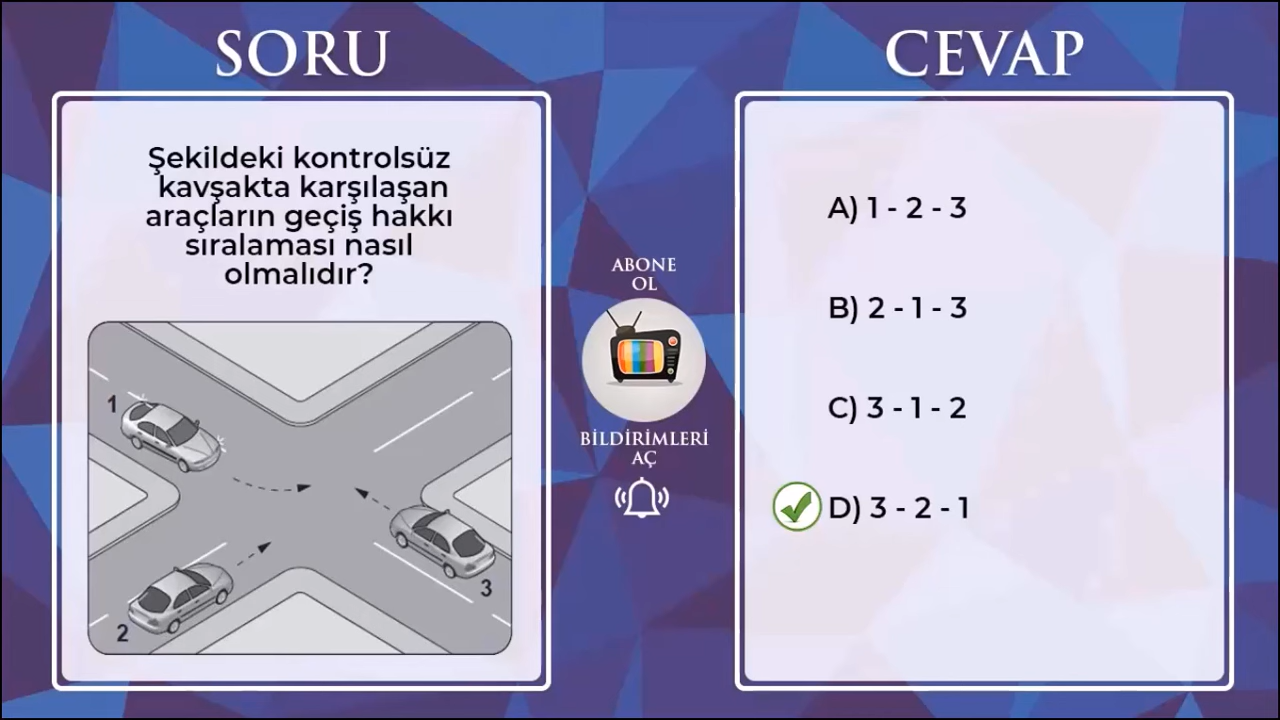 SORU
Şekildeki kontrolsüz
kavşakta karşılaşan
araçların geçiş hakkı
sıralaması nasıl
olmalıdır?
1
2
3
ABONE
OL
BİLDİRİMLERİ
AÇ
CEVAP
A) 1 - 2 - 3
B) 2 - 1 - 3
C) 3 - 1 - 2
D) 3 - 2 - 1